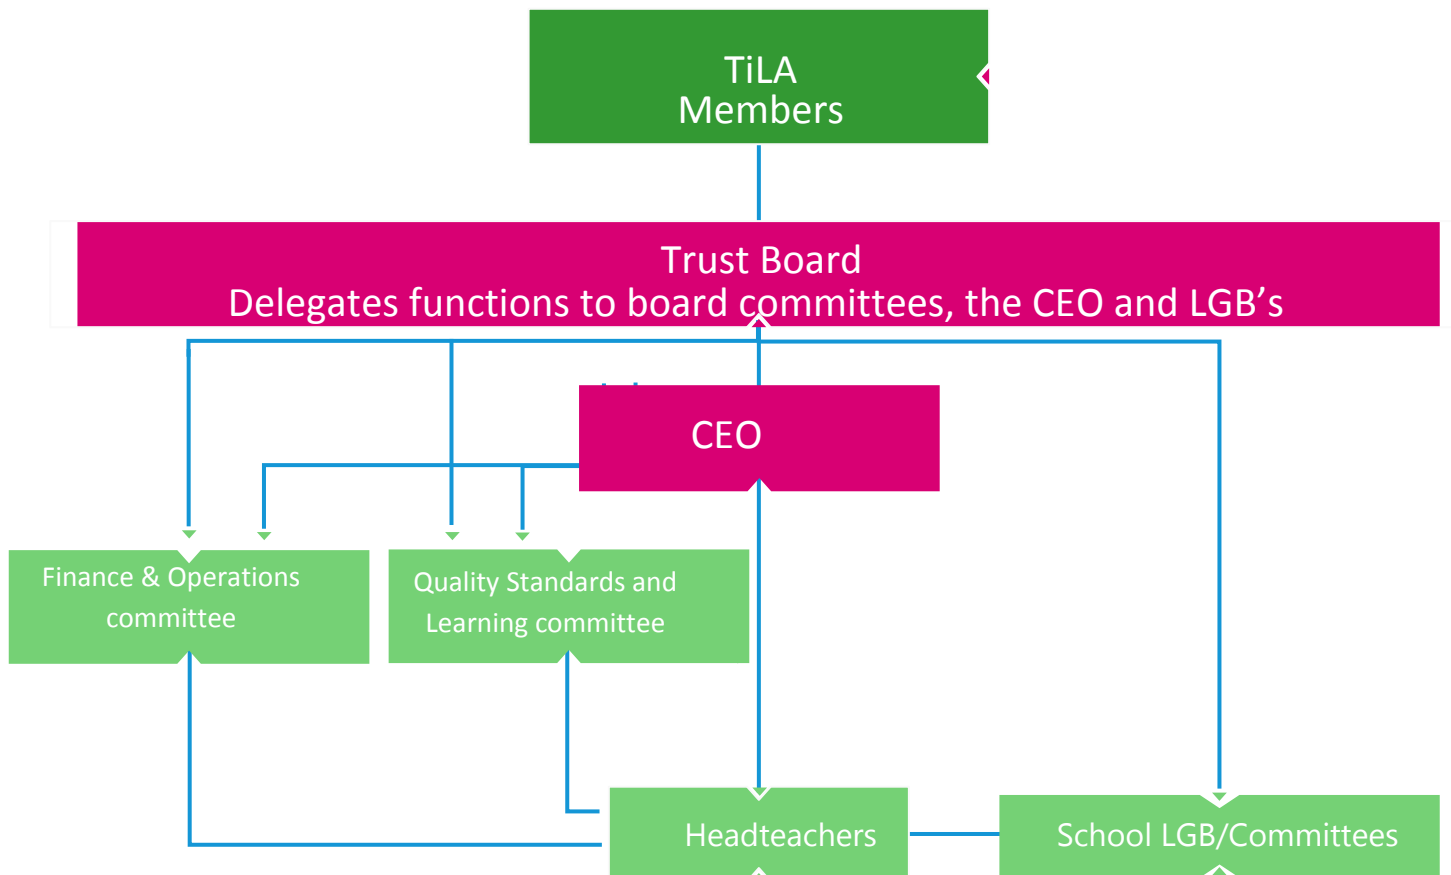 TiLA
Members
Trust Board
Delegates functions to board committees, the CEO and LGB’s
CEO
Finance & Operations
committee
Quality Standards and
Learning committee
Headteachers
School LGB/Committees